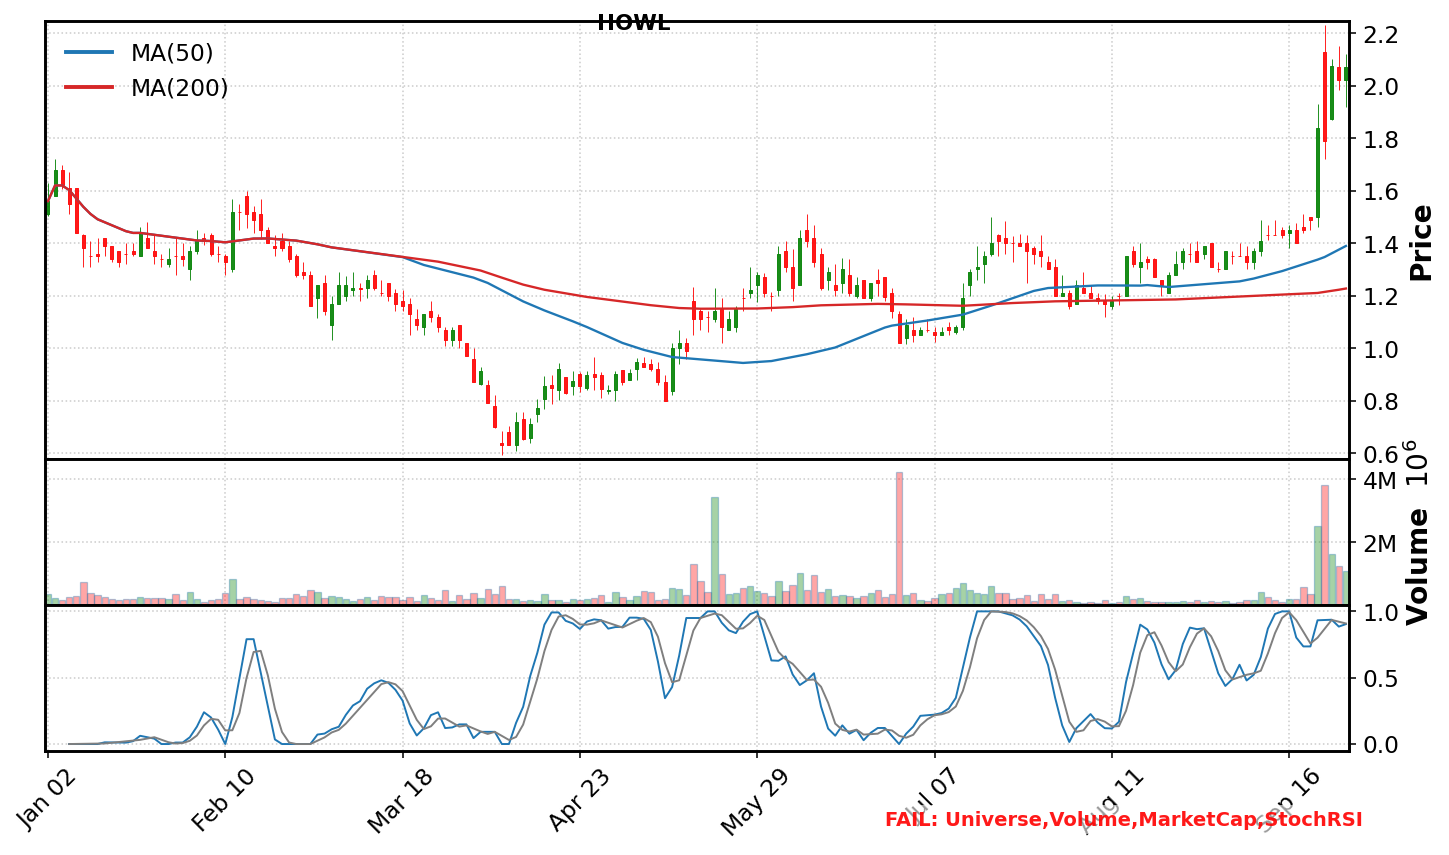 HOWL
MA(50)
MA(200)
2.2
2.0
1.8
1.6
1.4
1.2
1.0
0.8
0.6
Price
4M
2M
Volume 10^6
1.0
0.5
0.0
Jan 02
Feb 10
Mar 18
Apr 23
May 29
Jul 07
Aug 11
Sep 16
FAIL: Universe,Volume,MarketCap,StochRSI